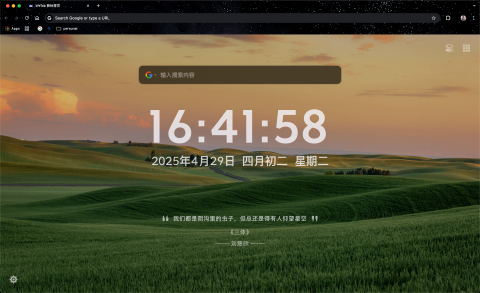 WeTab 新标签页
Search Google or type a URL
Apps
personal
输入搜索内容
16:41:58
2025年4月29日 四月初二 星期二
我们都是阴沟里的虫子，但总还是得有人仰望星空
《三体》
刘慈欣